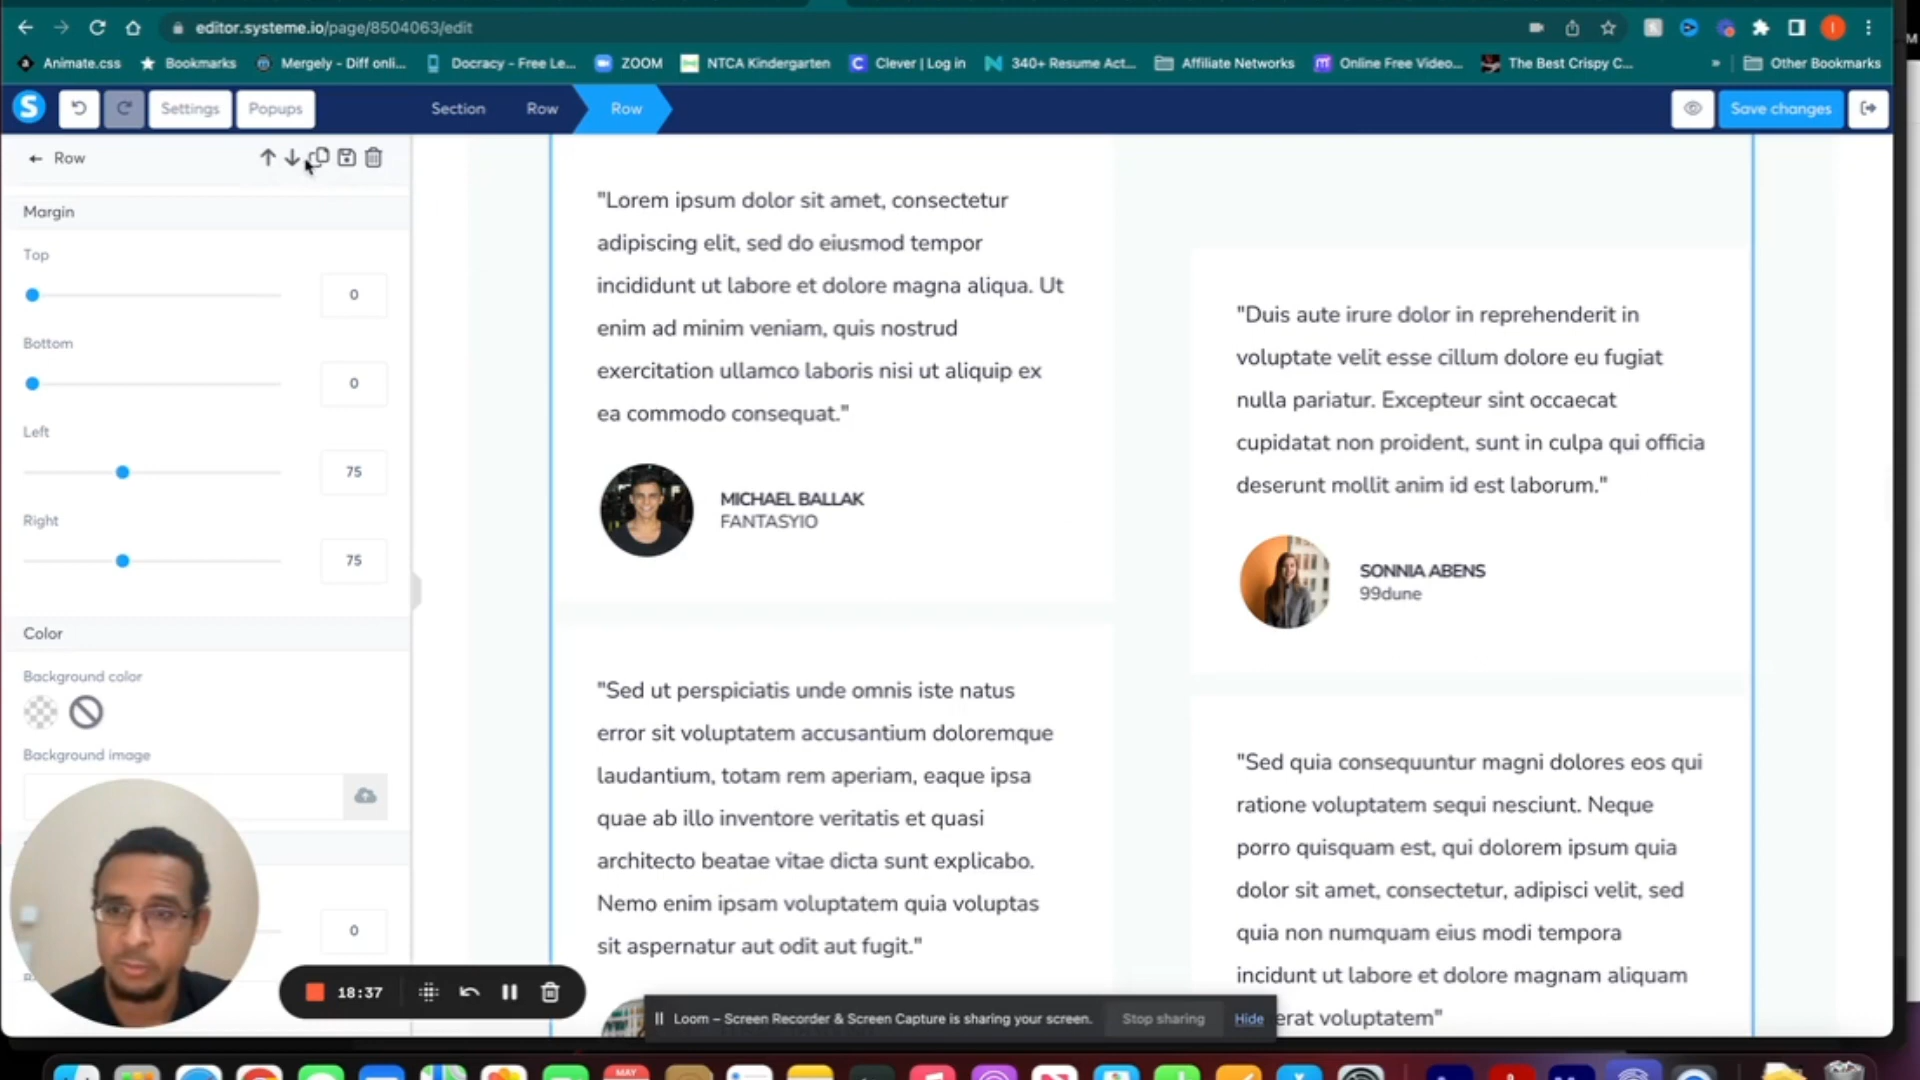 editor.systeme.io/page/8504063/edit
Animate.css
Bookmarks
Mergely - Diff onli...
Docracy - Free Le...
ZOOM
NTCA Kindergarten
Clever | Log in
340+ Resume Act...
Affiliate Networks
Online Free Video...
The Best Crispy C...
»
Other Bookmarks
S
Settings
Popups
Section
Row
Row
Save changes
Row
Margin
Top
0
Bottom
0
Left
75
Right
75
Color
Background color
Background image
0
"Lorem ipsum dolor sit amet, consectetur
adipiscing elit, sed do eiusmod tempor
incididunt ut labore et dolore magna aliqua. Ut
enim ad minim veniam, quis nostrud
exercitation ullamco laboris nisi ut aliquip ex
ea commodo consequat."
MICHAEL BALLAK
FANTASYIO
"Duis aute irure dolor in reprehenderit in
voluptate velit esse cillum dolore eu fugiat
nulla pariatur. Excepteur sint occaecat
cupidatat non proident, sunt in culpa qui officia
deserunt mollit anim id est laborum."
SONNIA ABENS
99dune
"Sed ut perspiciatis unde omnis iste natus
error sit voluptatem accusantium doloremque
laudantium, totam rem aperiam, eaque ipsa
quae ab illo inventore veritatis et quasi
architecto beatae vitae dicta sunt explicabo.
Nemo enim ipsam voluptatem quia voluptas
sit aspernatur aut odit aut fugit."
"Sed quia consequuntur magni dolores eos qui
ratione voluptatem sequi nesciunt. Neque
porro quisquam est, qui dolorem ipsum quia
dolor sit amet, consectetur, adipisci velit, sed
quia non numquam eius modi tempora
incidunt ut labore et dolore magnam aliquam
erat voluptatem"
18:37
Loom – Screen Recorder & Screen Capture is sharing your screen.
Stop sharing
Hide
MAY